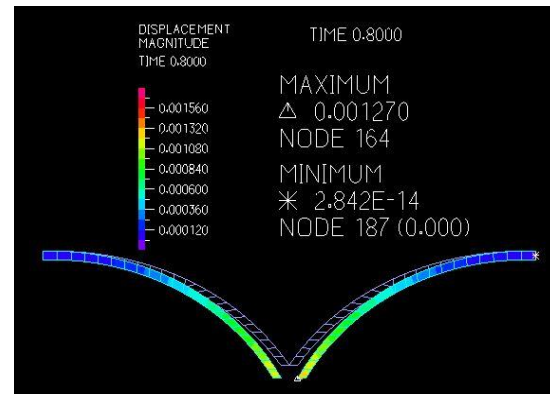 DISPLACEMENT
MAGNITUDE
TIME 0.8000
0.001560
0.001320
0.001080
0.000840
0.000600
0.000360
0.000120
TIME 0.8000
MAXIMUM
△ 0.001270
NODE 164
MINIMUM
✳ 2.842E-14
NODE 187 (0.000)